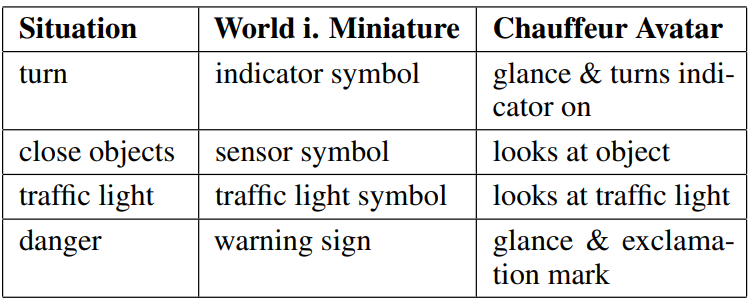 Situation World i. Miniature Chauffeur Avatar
turn indicator symbol glance & turns indi-
cator on
close objects sensor symbol looks at object
traffic light traffic light symbol looks at traffic light
danger warning sign glance & exclama-
tion mark